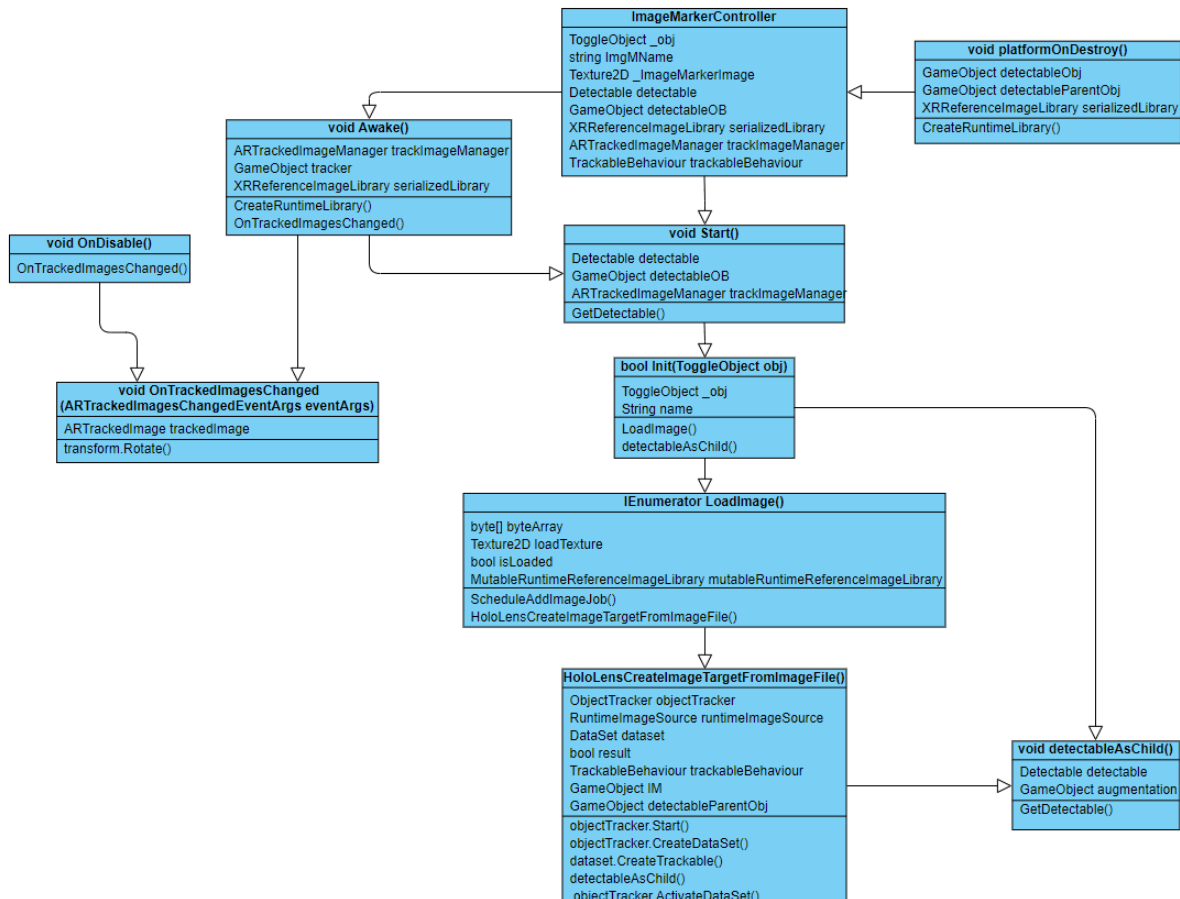 ImageMarkerController
ToggleObject _obj
string ImgMName
Texture2D _ImageMarkerImage
Detectable detectable
GameObject detectableOB
XRReferenceImageLibrary serializedLibrary
ARTrackedImageManager trackImageManager
TrackableBehaviour trackableBehaviour
void platformOnDestroy()
GameObject detectableObj
GameObject detectableParentObj
XRReferenceImageLibrary serializedLibrary
CreateRuntimeLibrary()
void Awake()
ARTrackedImageManager trackImageManager
GameObject tracker
XRReferenceImageLibrary serializedLibrary
CreateRuntimeLibrary()
OnTrackedImagesChanged()
void OnDisable()
OnTrackedImagesChanged()
void Start()
Detectable detectable
GameObject detectableOB
ARTrackedImageManager trackImageManager
GetDetectable()
void OnTrackedImagesChanged
(ARTrackedImagesChangedEventArgs eventArgs)
ARTrackedImage trackedImage
transform.Rotate()
bool Init(ToggleObject obj)
ToggleObject _obj
String name
LoadImage()
detectableAsChild()
IEnumerator LoadImage()
byte[] byteArray
Texture2D loadTexture
bool isLoaded
MutableRuntimeReferenceImageLibrary mutableRuntimeReferenceImageLibrary
ScheduleAddImageJob()
HoloLensCreateImageTargetFromImageFile()
HoloLensCreateImageTargetFromImageFile()
ObjectTracker objectTracker
RuntimeImageSource runtimeImageSource
DataSet dataset
bool result
TrackableBehaviour trackableBehaviour
GameObject IM
GameObject detectableParentObj
objectTracker.Start()
objectTracker.CreateDataSet()
dataset.CreateTrackable()
detectableAsChild()
objectTracker.ActivateDataSet()
void detectableAsChild()
Detectable detectable
GameObject augmentation
GetDetectable()